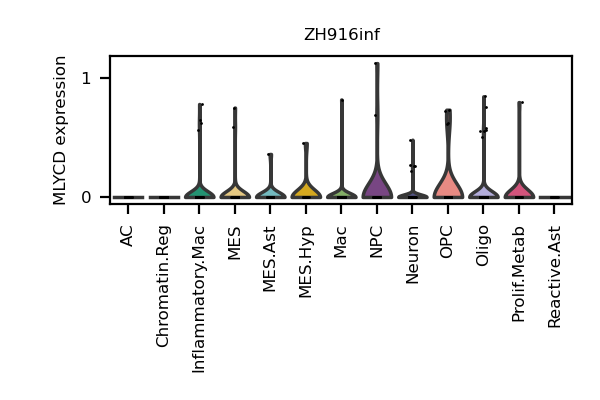 ZH916inf
MLYCD expression
1
0
AC
Chromatin.Reg
Inflammatory.Mac
MES
MES.Ast
MES.Hyp
Mac
NPC
Neuron
OPC
Oligo
Prolif.Metab
Reactive.Ast